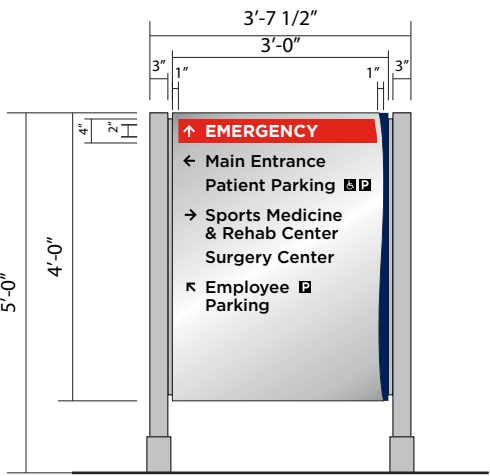 3’-7 1/2”
3’-0”
3” 1” 1” 3”
4” 2”
↑ EMERGENCY
← Main Entrance
Patient Parking ♿ P
→ Sports Medicine
& Rehab Center
Surgery Center
↖ Employee P
Parking
4’-0”
5’-0”